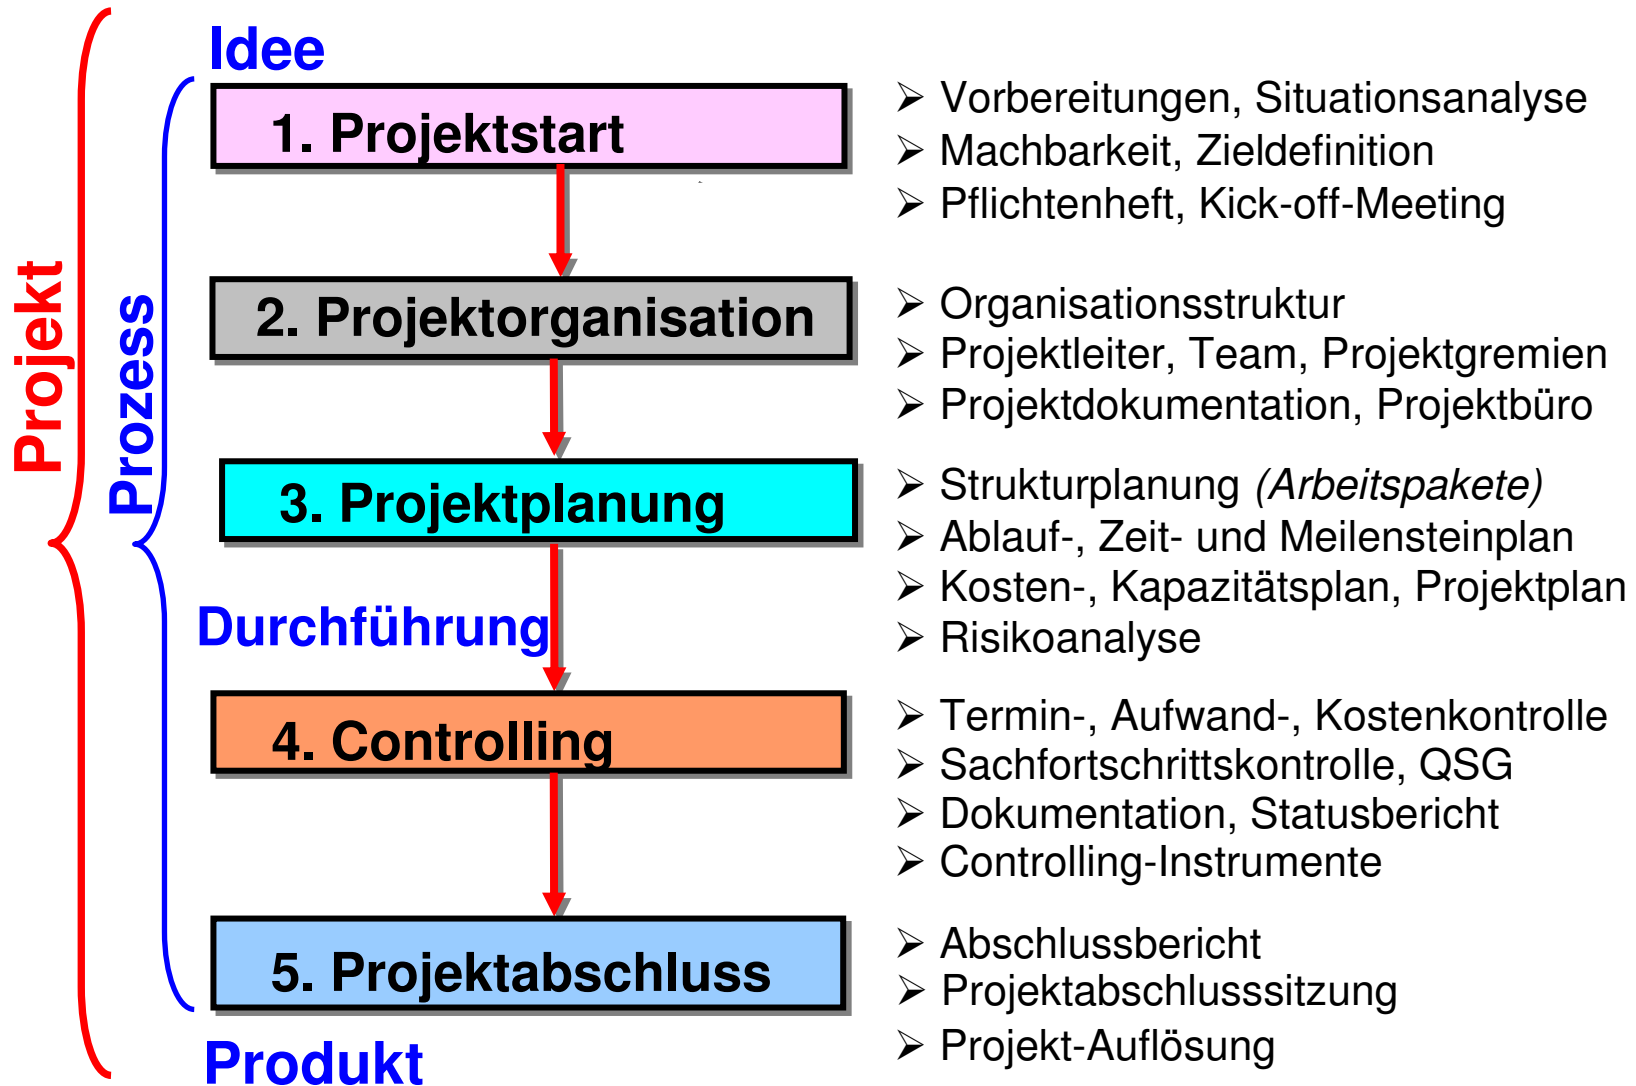 Projekt
Prozess
Idee
1. Projektstart
➢ Vorbereitungen, Situationsanalyse
➢ Machbarkeit, Zieldefinition
➢ Pflichtenheft, Kick-off-Meeting
2. Projektorganisation
➢ Organisationsstruktur
➢ Projektleiter, Team, Projektgremien
➢ Projektdokumentation, Projektbüro
3. Projektplanung
➢ Strukturplanung (Arbeitspakete)
➢ Ablauf-, Zeit- und Meilensteinplan
➢ Kosten-, Kapazitätsplan, Projektplan
➢ Risikoanalyse
Durchführung
4. Controlling
➢ Termin-, Aufwand-, Kostenkontrolle
➢ Sachfortschrittskontrolle, QSG
➢ Dokumentation, Statusbericht
➢ Controlling-Instrumente
5. Projektabschluss
➢ Abschlussbericht
➢ Projektabschlusssitzung
➢ Projekt-Auflösung
Produkt